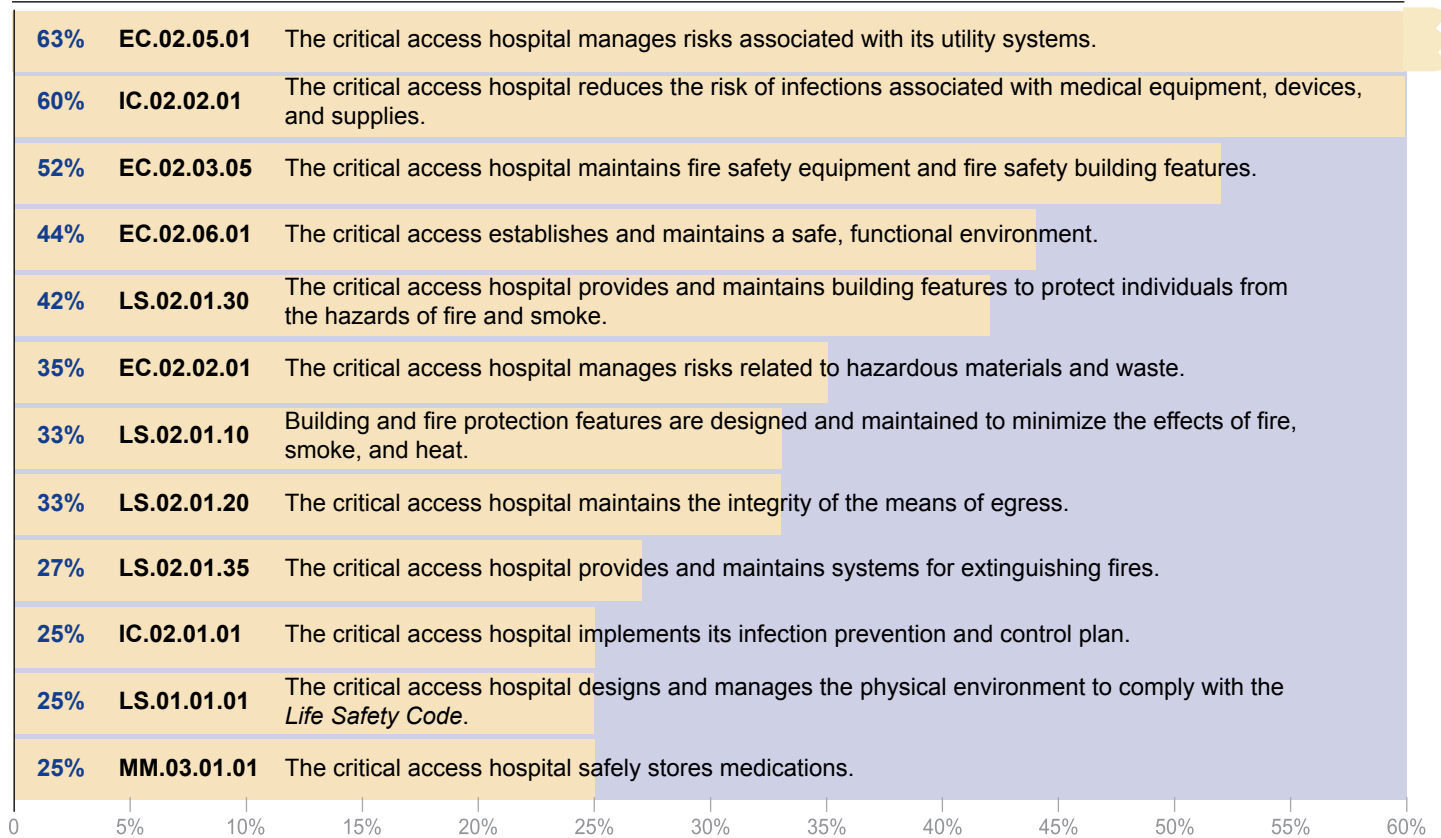 63% EC.02.05.01 The critical access hospital manages risks associated with its utility systems.
60% IC.02.02.01 The critical access hospital reduces the risk of infections associated with medical equipment, devices,
and supplies.
52% EC.02.03.05 The critical access hospital maintains fire safety equipment and fire safety building features.
44% EC.02.06.01 The critical access establishes and maintains a safe, functional environment.
42% LS.02.01.30 The critical access hospital provides and maintains building features to protect individuals from
the hazards of fire and smoke.
35% EC.02.02.01 The critical access hospital manages risks related to hazardous materials and waste.
33% LS.02.01.10 Building and fire protection features are designed and maintained to minimize the effects of fire,
smoke, and heat.
33% LS.02.01.20 The critical access hospital maintains the integrity of the means of egress.
27% LS.02.01.35 The critical access hospital provides and maintains systems for extinguishing fires.
25% IC.02.01.01 The critical access hospital implements its infection prevention and control plan.
25% LS.01.01.01 The critical access hospital designs and manages the physical environment to comply with the
Life Safety Code.
25% MM.03.01.01 The critical access hospital safely stores medications.
0 5% 10% 15% 20% 25% 30% 35% 40% 45% 50% 55% 60%